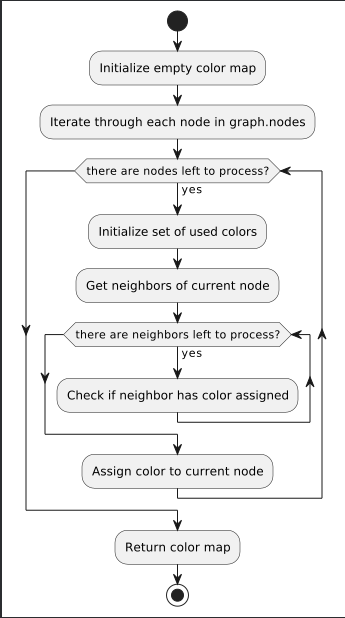 Initialize empty color map
Iterate through each node in graph.nodes
there are nodes left to process?
yes
Initialize set of used colors
Get neighbors of current node
there are neighbors left to process?
yes
Check if neighbor has color assigned
Assign color to current node
Return color map